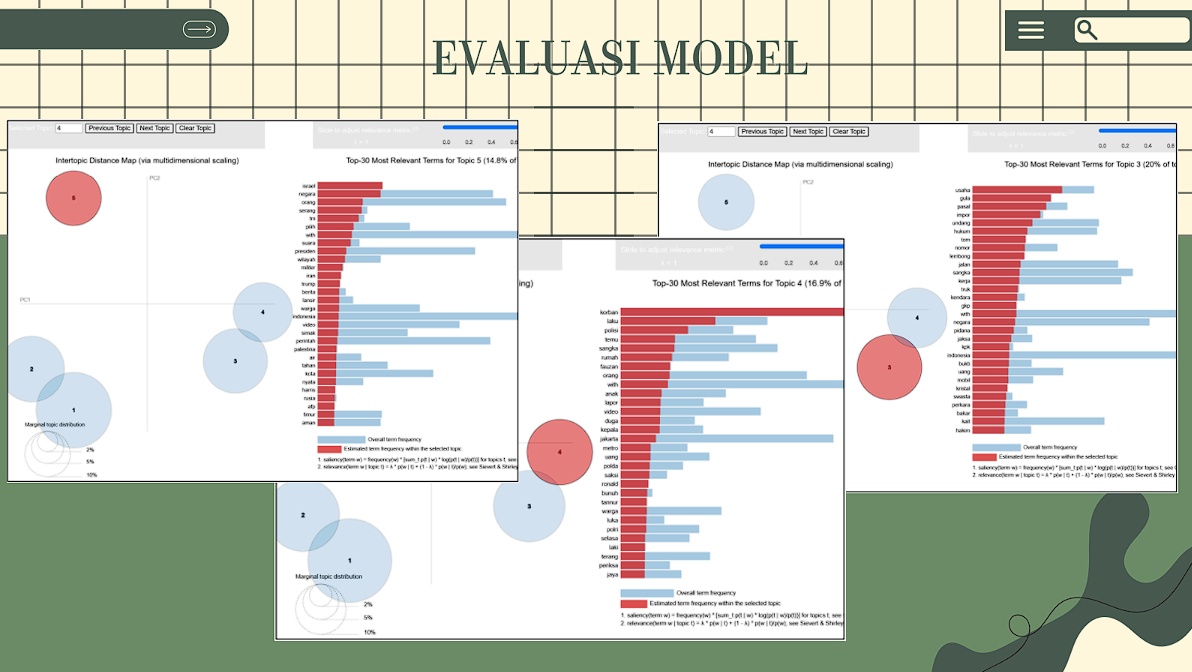 EVALUASI MODEL
Selected Topic: 4 Previous Topic Next Topic Clear Topic
Slide to adjust relevance metric:(2)
λ = 1
0.0 0.2 0.4 0.6
Intertopic Distance Map (via multidimensional scaling)
PC2
PC1
5
4
3
2
1
Marginal topic distribution
2%
5%
10%
Top-30 Most Relevant Terms for Topic 5 (14.8% of
israel
negara
orang
serang
tni
pilih
with
suara
presiden
wilayah
militer
iran
trump
berita
lansir
warga
indonesia
video
simak
perintah
palestina
as
tahan
kota
nyata
hamis
rusia
afp
timur
aman
Overall term frequency
Estimated term frequency within the selected topic
1. saliency(term w) = frequency(w) * [sum_t p(t | w) * log(p(t | w)/p(t))] for topics t; see
2. relevance(term w | topic t) = λ * p(w | t) + (1 - λ) * p(w | t)/p(w); see Sievert & Shirley
Selected Topic: 4 Previous Topic Next Topic Clear Topic
Slide to adjust relevance metric:(2)
0.0 0.2 0.4 0.6
Intertopic Distance Map (via multidimensional scaling)
PC2
5
4
3
Top-30 Most Relevant Terms for Topic 3 (20% of to
usaha
gula
pasal
impor
undang
hukum
tom
nomor
lembong
jalan
sangka
kerja
truk
kendara
gkp
with
negara
pidana
jaksa
kpk
indonesia
bukti
uang
mobil
kristal
swasta
perkara
bakar
kait
hakim
Overall term frequency
Estimated term frequency within the selected topic
1. saliency(term w) = frequency(w) * [sum_t p(t | w) * log(p(t | w)/p(t))] for topics t; see
2. relevance(term w | topic t) = λ * p(w | t) + (1 - λ) * p(w | t)/p(w); see Sievert & Shirley
ing)
Slide to adjust relevance metric:(2)
λ = 1
0.0 0.2 0.4 0.6
Top-30 Most Relevant Terms for Topic 4 (16.9% of
korban
laku
polisi
temu
sangka
rumah
fauzan
orang
with
anak
lapor
video
duga
kepala
jakarta
metro
uang
polda
saksi
ronald
bunuh
tannur
warga
luka
polri
selasa
laki
terang
periksa
jaya
4
3
2
1
Marginal topic distribution
2%
5%
10%
Overall term frequency
Estimated term frequency within the selected topic
1. saliency(term w) = frequency(w) * [sum_t p(t | w) * log(p(t | w)/p(t))] for topics t; see
2. relevance(term w | topic t) = λ * p(w | t) + (1 - λ) * p(w | t)/p(w); see Sievert & Shirley